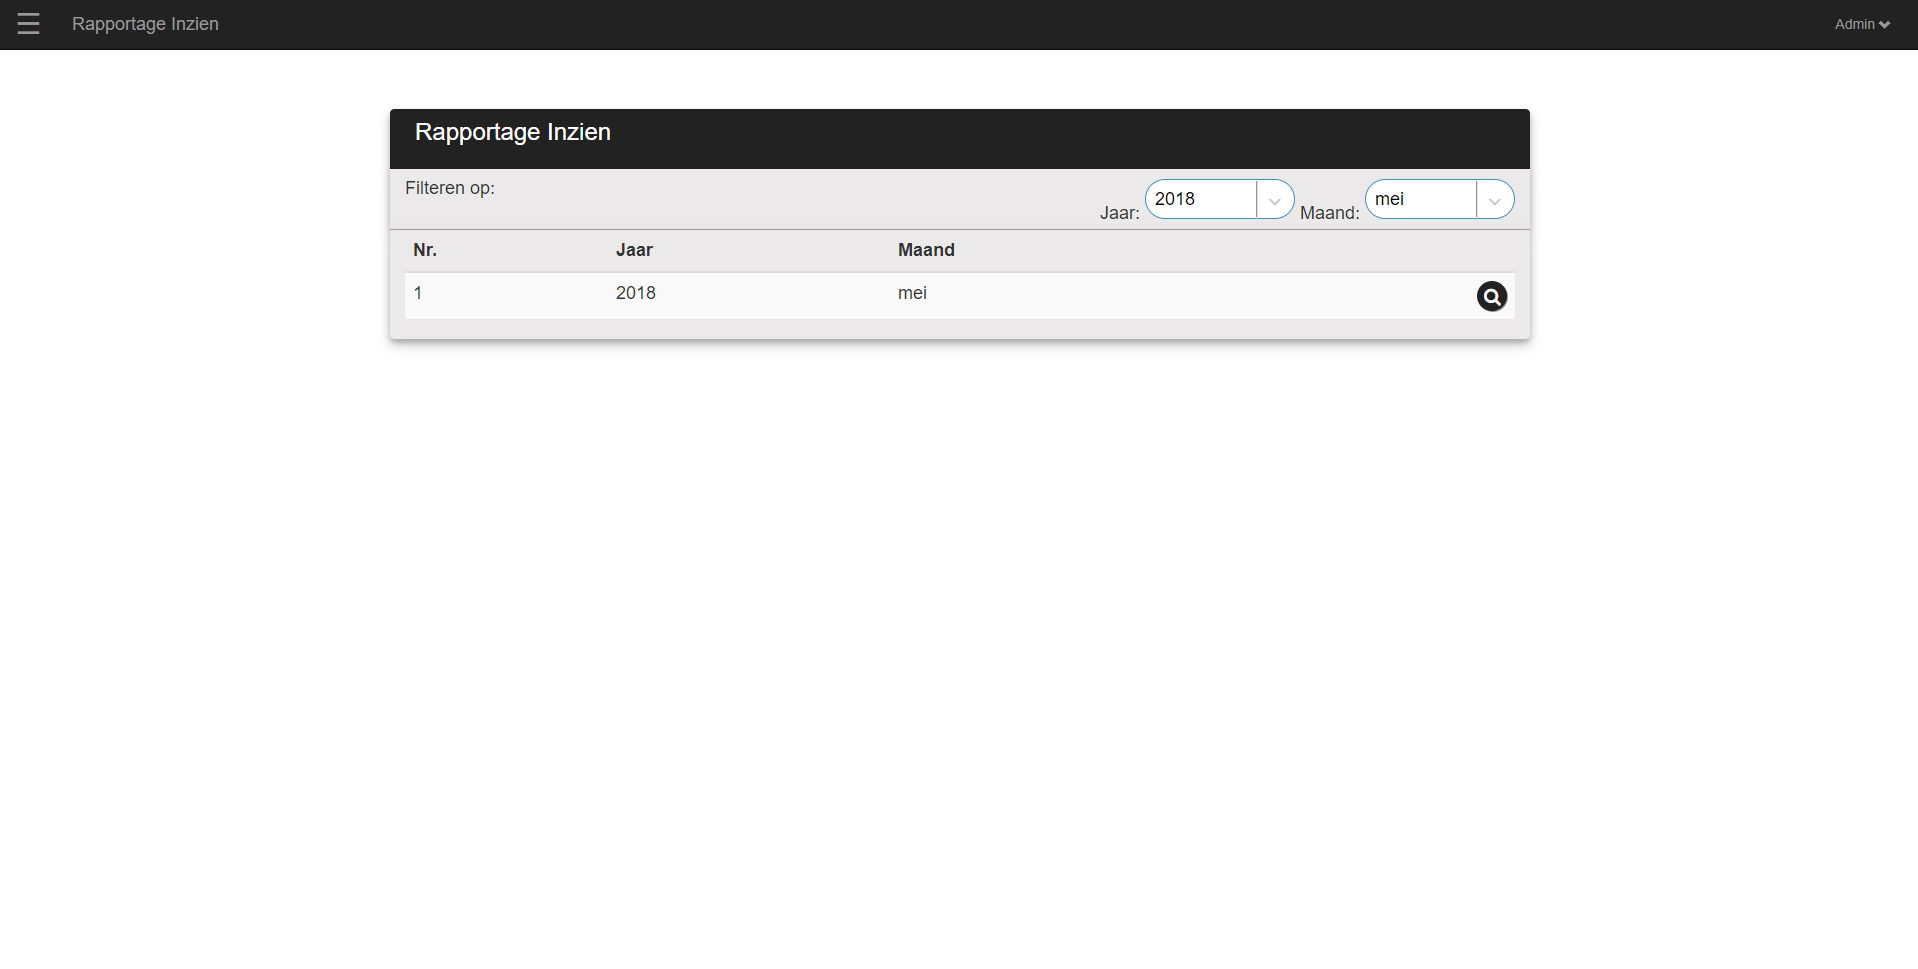 Rapportage Inzien
Admin
Rapportage Inzien
Filteren op:
Jaar: 2018 Maand: mei
Nr. Jaar Maand
1 2018 mei